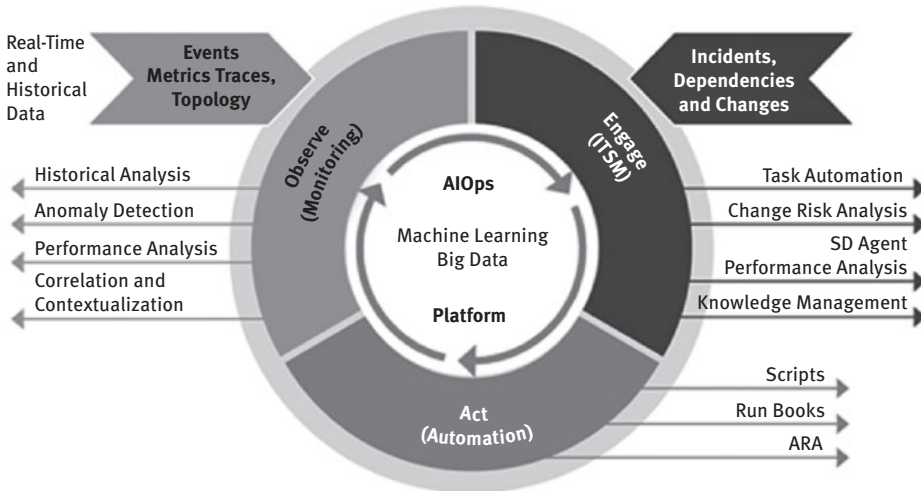 Real-Time
and
Historical
Data
Events
Metrics Traces,
Topology
Incidents,
Dependencies
and Changes
Observe
(Monitoring)
Engage
(ITSM)
Historical Analysis
Anomaly Detection
Performance Analysis
Correlation and
Contextualization
AIOps
Machine Learning
Big Data
Platform
Task Automation
Change Risk Analysis
SD Agent
Performance Analysis
Knowledge Management
Act
(Automation)
Scripts
Run Books
ARA